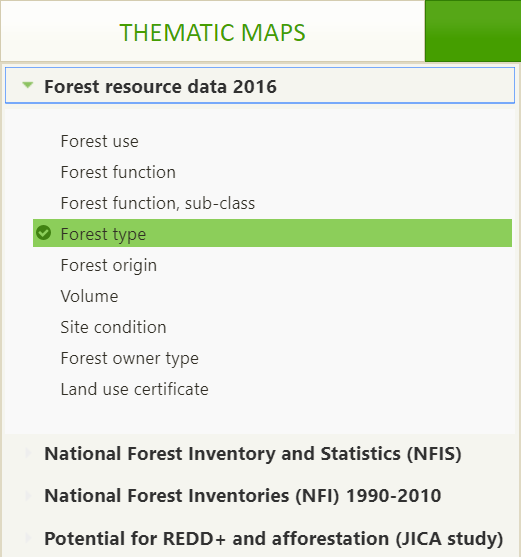 THEMATIC MAPS
Forest resource data 2016
Forest use
Forest function
Forest function, sub-class
Forest type
Forest origin
Volume
Site condition
Forest owner type
Land use certificate
National Forest Inventory and Statistics (NFIS)
National Forest Inventories (NFI) 1990-2010
Potential for REDD+ and afforestation (JICA study)